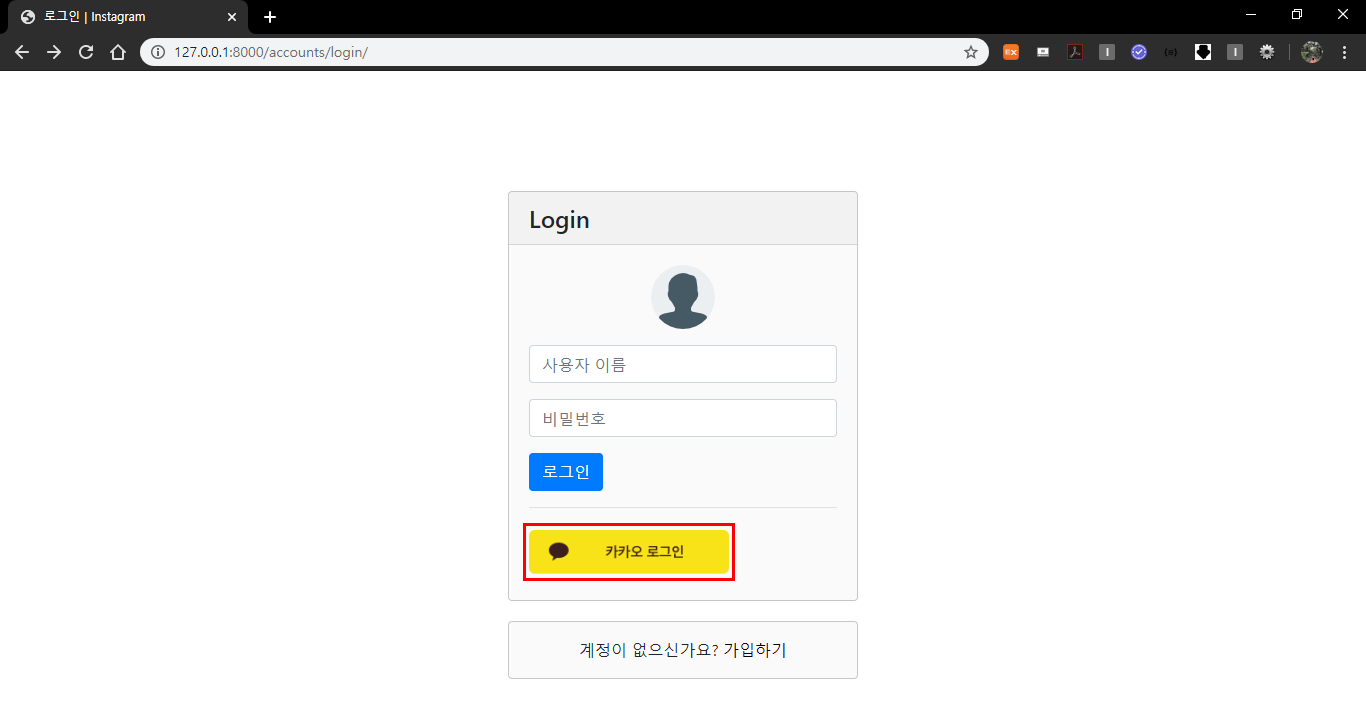 로그인 | Instagram
127.0.0.1:8000/accounts/login/
Login
사용자 이름
비밀번호
로그인
카카오 로그인
계정이 없으신가요? 가입하기